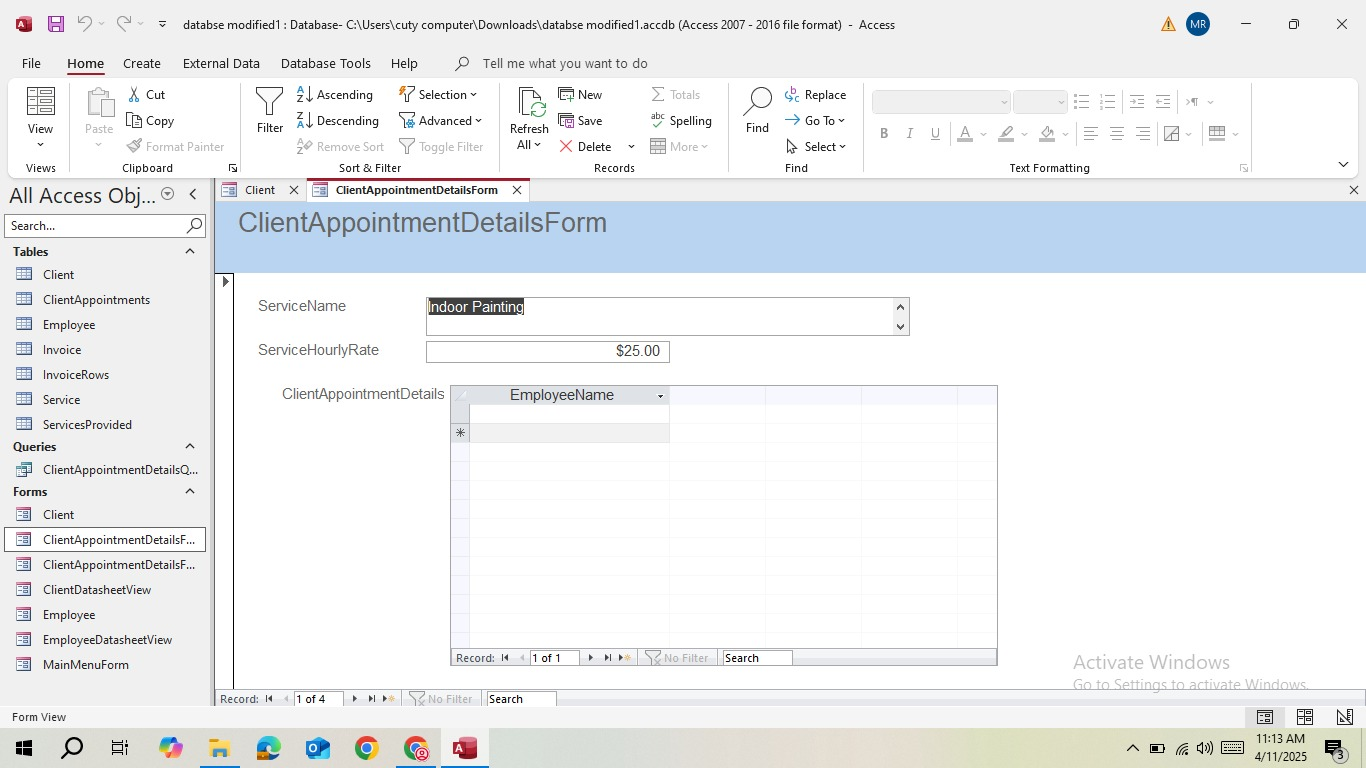 databse modified1 : Database- C:\Users\cuty computer\Downloads\databse modified1.accdb (Access 2007 - 2016 file format)  -  Access
MR
File Home Create External Data Database Tools Help Tell me what you want to do
View
Views
Paste
Cut
Copy
Format Painter
Clipboard
Filter
Ascending
Descending
Remove Sort
Selection
Advanced
Toggle Filter
Sort & Filter
Refresh
All
New
Save
Delete
Totals
Spelling
More
Records
Find
Replace
Go To
Select
Find
B I U A
Text Formatting
All Access Obj...
Search...
Tables
Client
ClientAppointments
Employee
Invoice
InvoiceRows
Service
ServicesProvided
Queries
ClientAppointmentDetailsQ...
Forms
Client
ClientAppointmentDetailsF...
ClientAppointmentDetailsF...
ClientDatasheetView
Employee
EmployeeDatasheetView
MainMenuForm
Client
ClientAppointmentDetailsForm
ClientAppointmentDetailsForm
ServiceName Indoor Painting
ServiceHourlyRate $25.00
ClientAppointmentDetails EmployeeName
Record: 1 of 1 No Filter Search
Record: 1 of 4 No Filter Search
Activate Windows
Go to Settings to activate Windows.
Form View
11:13 AM
4/11/2025
3